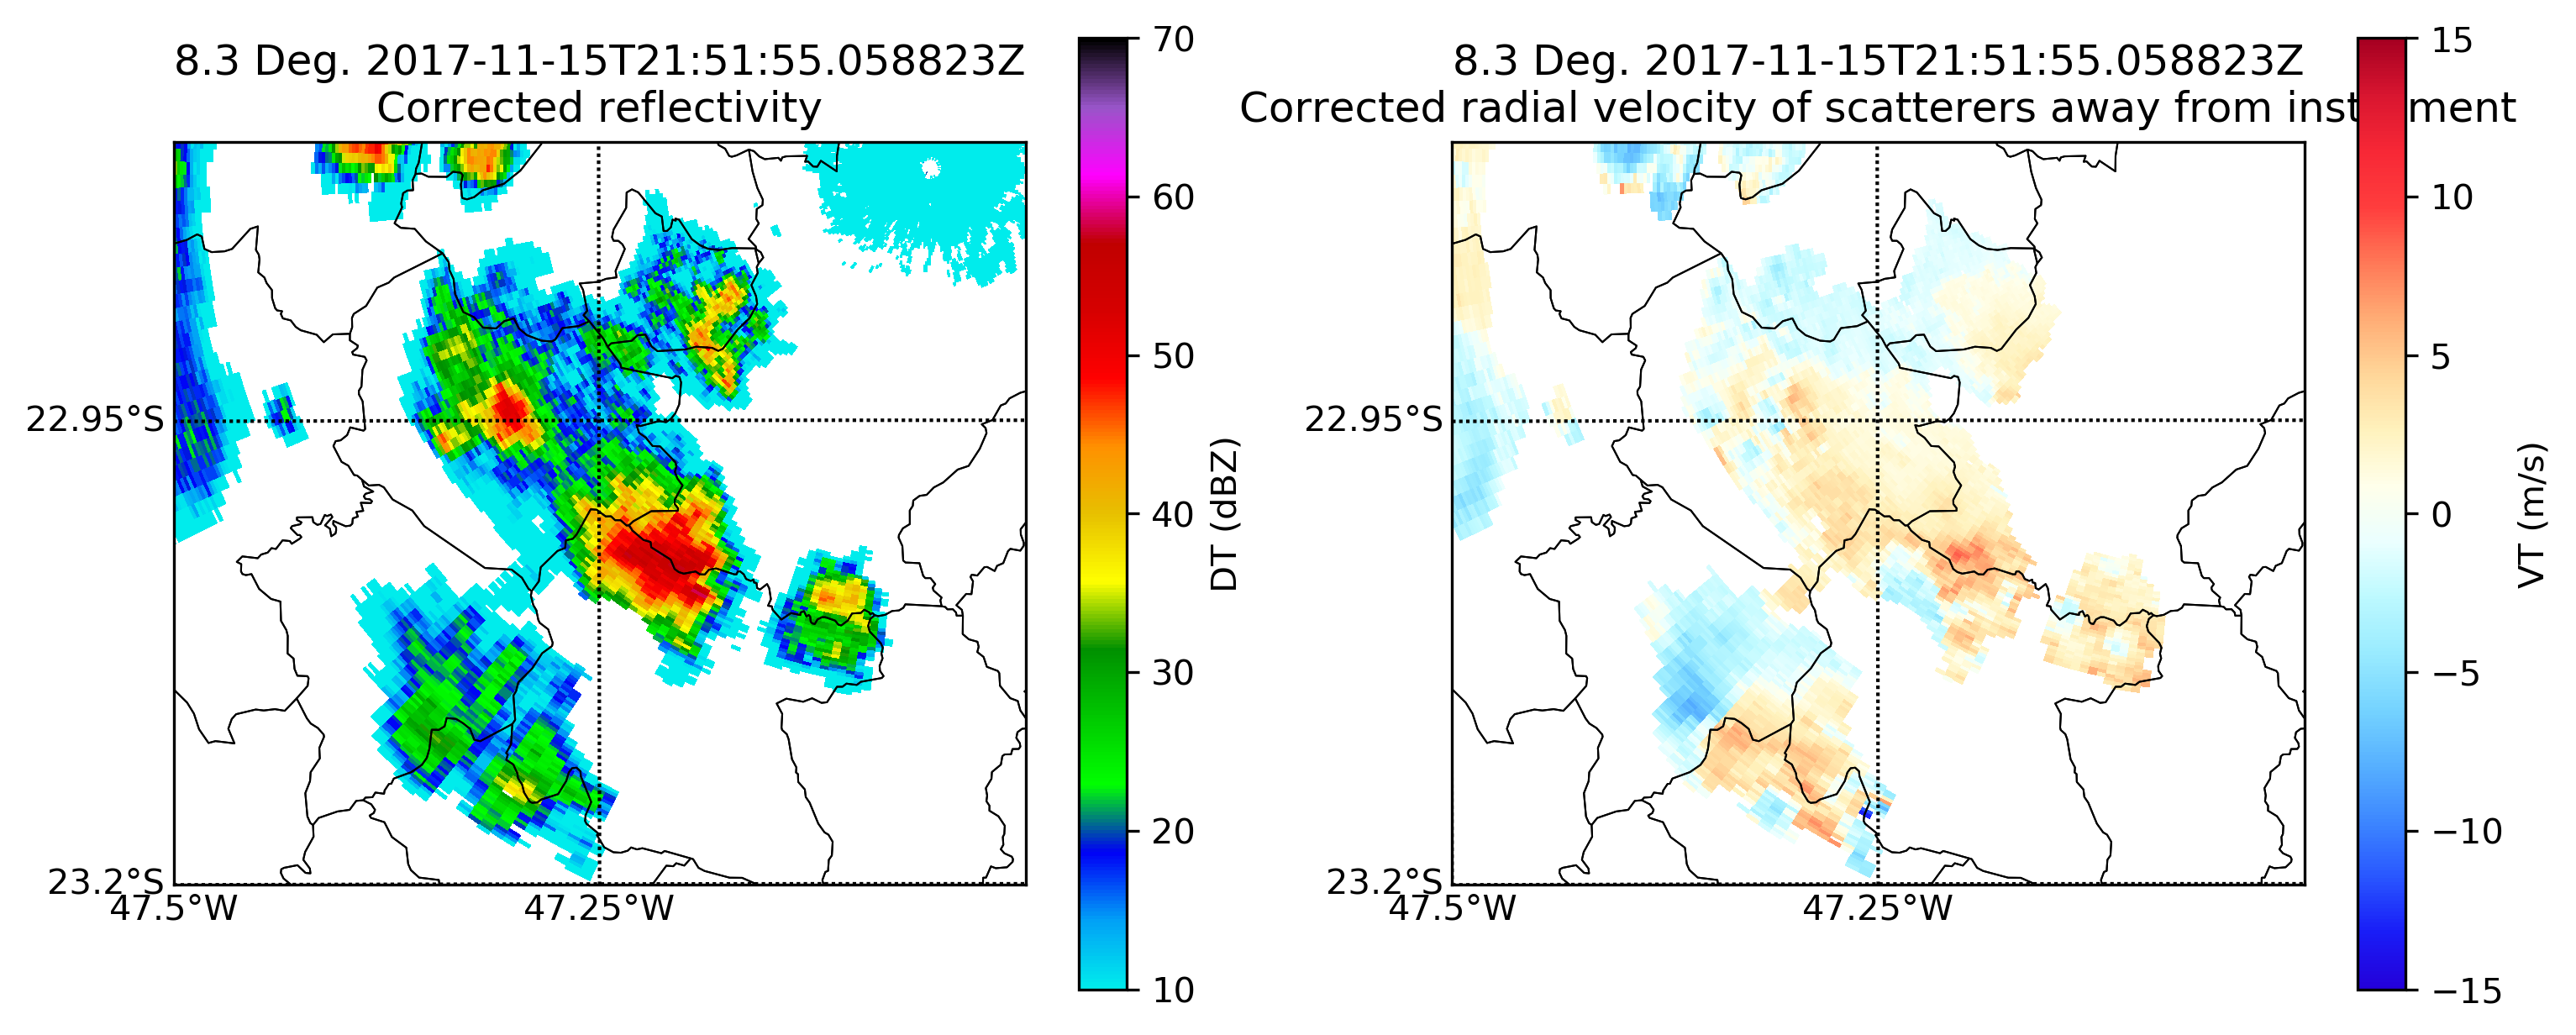 8.3 Deg. 2017-11-15T21:51:55.058823Z
Corrected reflectivity
22.95°S
23.2°S
47.5°W
47.25°W
70
60
50
40
30
20
10
DT (dBZ)
8.3 Deg. 2017-11-15T21:51:55.058823Z
Corrected radial velocity of scatterers away from inst ment
22.95°S
23.2°S
47.5°W
47.25°W
15
10
5
0
−5
−10
−15
VT (m/s)